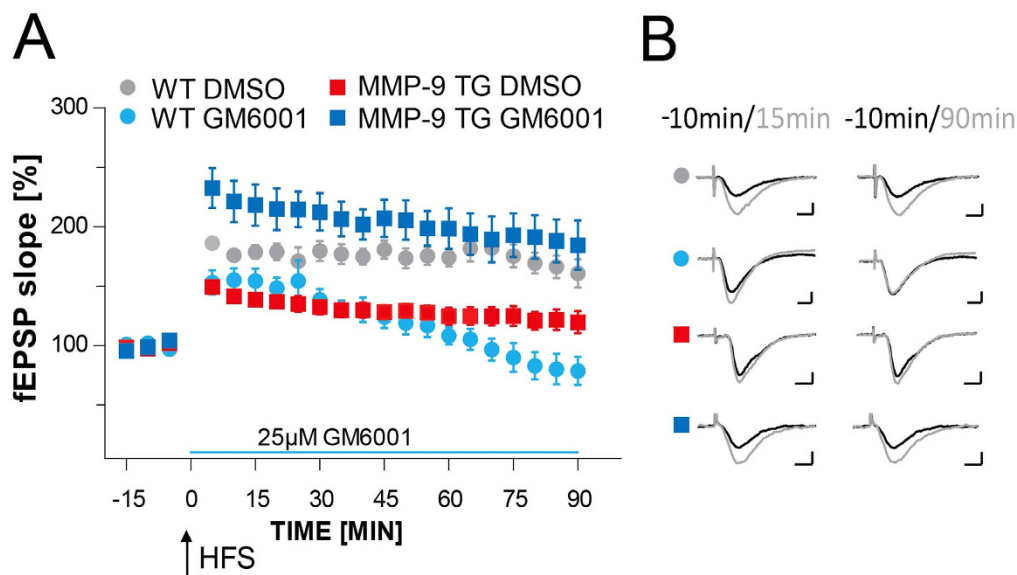 A
WT DMSO
MMP-9 TG DMSO
WT GM6001
MMP-9 TG GM6001
fEPSP slope [%]
300
200
100
25µM GM6001
-15 0 15 30 45 60 75 90
TIME [MIN]
HFS
B
-10min/15min -10min/90min